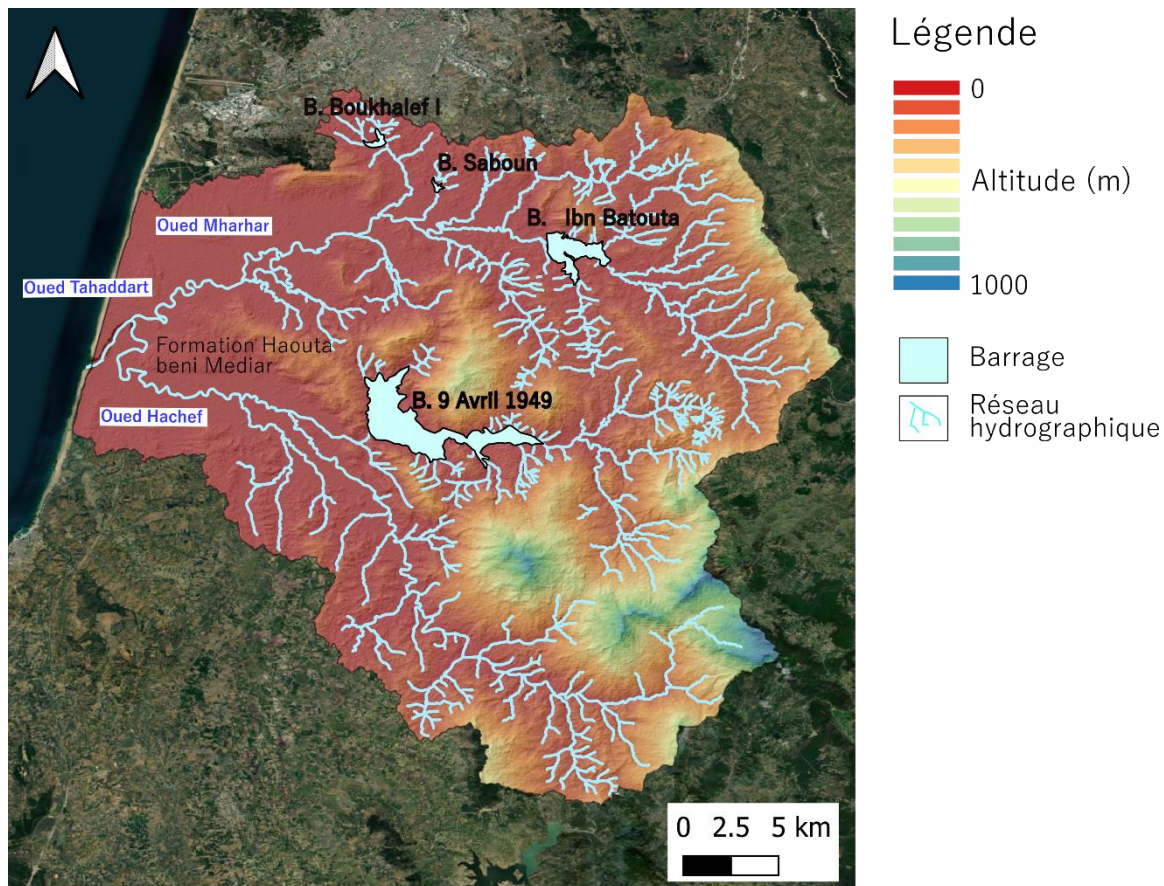 Légende
0
Altitude (m)
1000
Barrage
Réseau
hydrographique
B. Boukhalef I
B. Saboun
B. Ibn Batouta
Oued Mharhar
Oued Tahaddart
Formation Haouta
beni Mediar
B. 9 Avril 1949
Oued Hachef
0 2.5 5 km